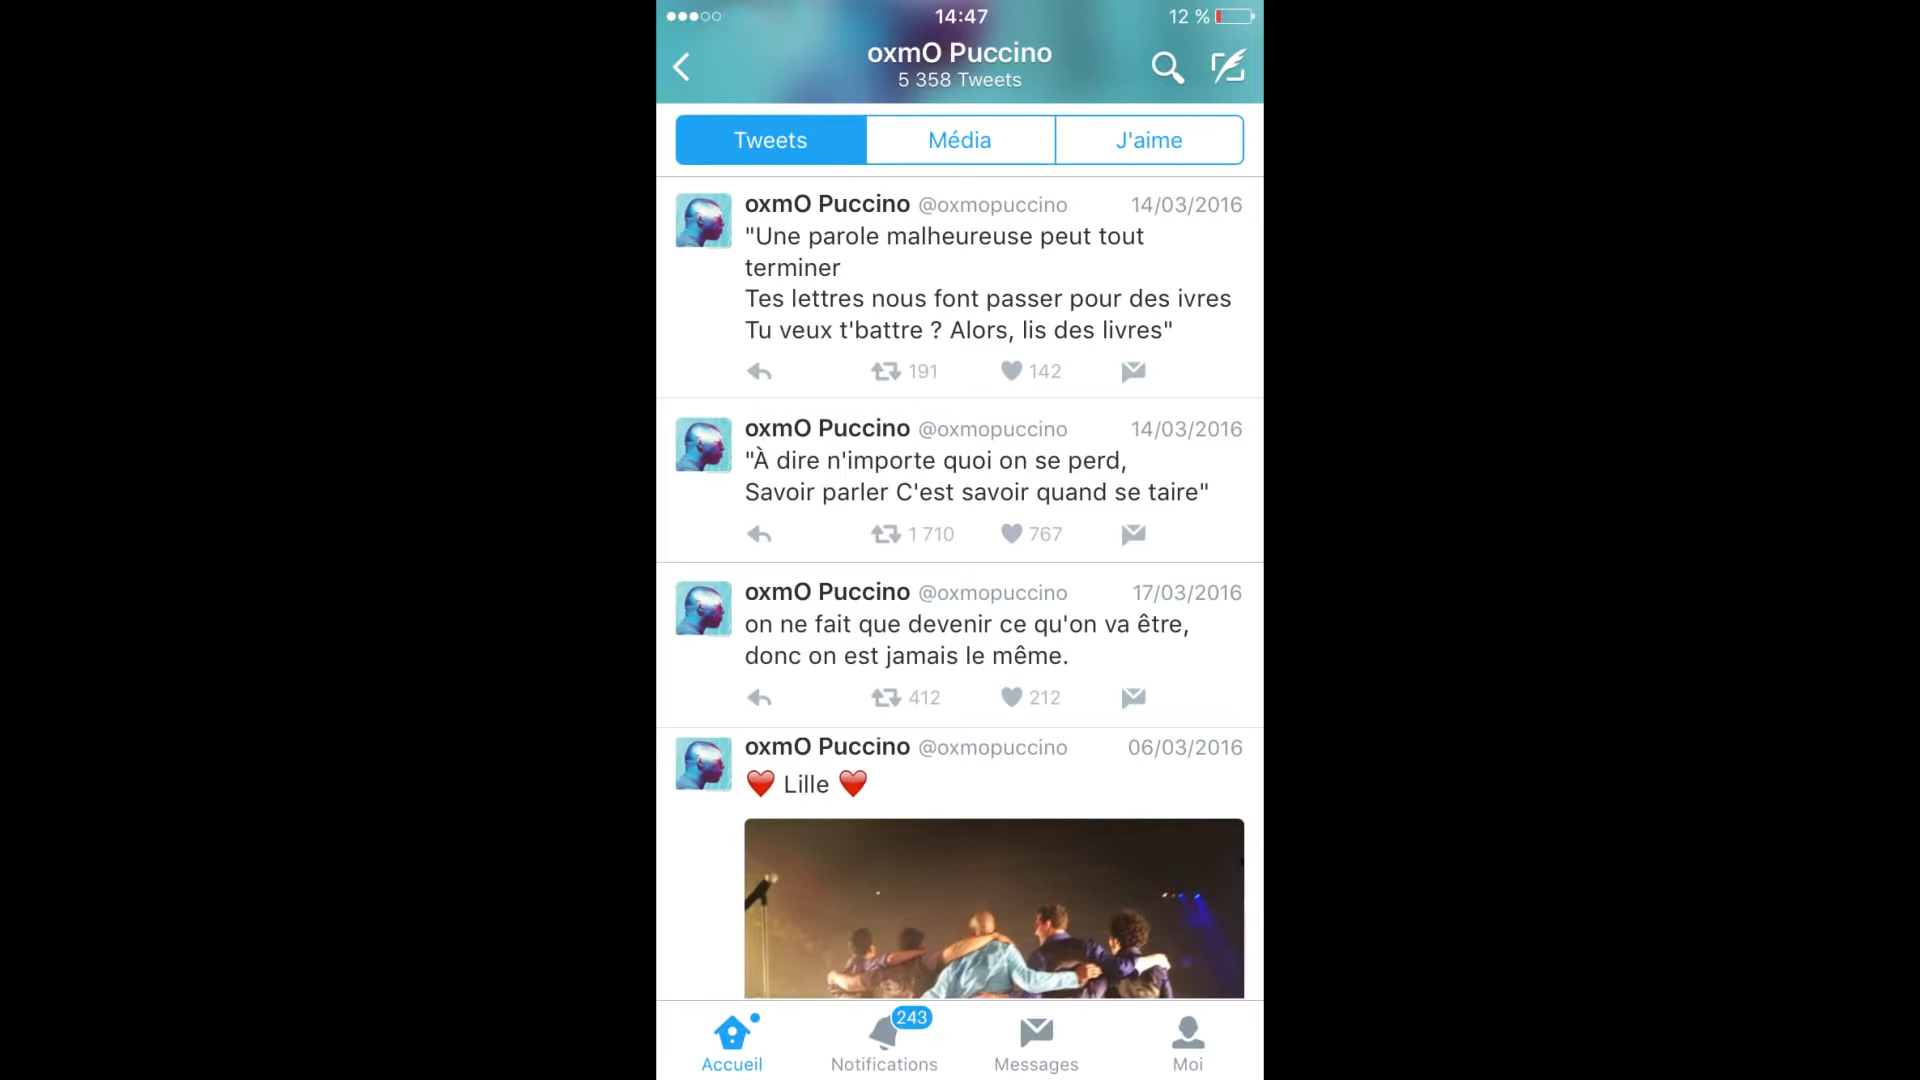 14:47
12 %
oxmO Puccino
5 358 Tweets
Tweets
Média
J'aime
oxmO Puccino @oxmopuccino 14/03/2016
"Une parole malheureuse peut tout
terminer
Tes lettres nous font passer pour des ivres
Tu veux t'battre ? Alors, lis des livres"
191
142
oxmO Puccino @oxmopuccino 14/03/2016
"À dire n'importe quoi on se perd,
Savoir parler C'est savoir quand se taire"
1 710
767
oxmO Puccino @oxmopuccino 17/03/2016
on ne fait que devenir ce qu'on va être,
donc on est jamais le même.
412
212
oxmO Puccino @oxmopuccino 06/03/2016
❤️ Lille ❤️
243
Accueil
Notifications
Messages
Moi